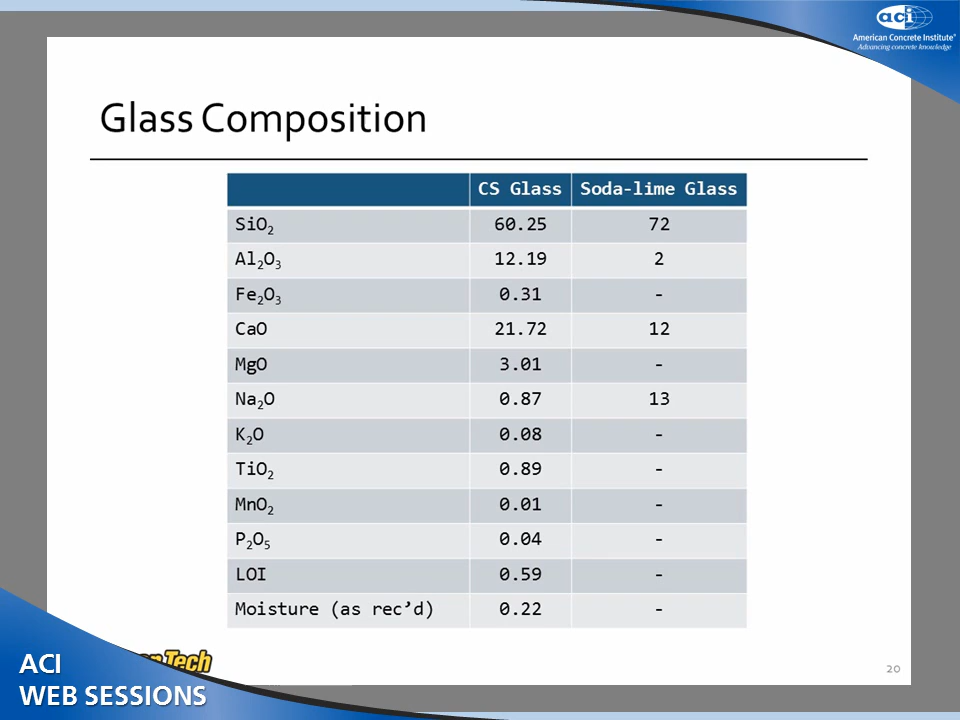 aci
American Concrete Institute®
Advancing concrete knowledge
Glass Composition
CS Glass Soda-lime Glass
SiO₂ 60.25 72
Al₂O₃ 12.19 2
Fe₂O₃ 0.31 -
CaO 21.72 12
MgO 3.01 -
Na₂O 0.87 13
K₂O 0.08 -
TiO₂ 0.89 -
MnO₂ 0.01 -
P₂O₅ 0.04 -
LOI 0.59 -
Moisture (as rec’d) 0.22 -
Tech
20
ACI
WEB SESSIONS